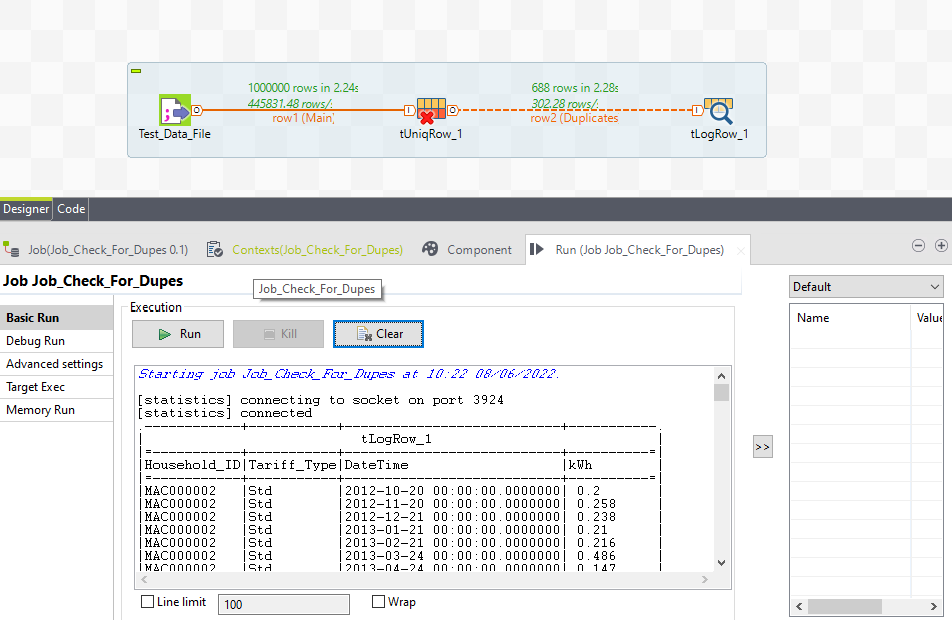 1000000 rows in 2.24s
445831.48 rows/s
row1 (Main)
688 rows in 2.28s
302.28 rows/s
row2 (Duplicates
Test_Data_File
tUniqRow_1
tLogRow_1
Designer
Code
Job(Job_Check_For_Dupes 0.1)
Contexts(Job_Check_For_Dupes)
Component
Run (Job Job_Check_For_Dupes)
Job Job_Check_For_Dupes
Job_Check_For_Dupes
Default
Basic Run
Debug Run
Advanced settings
Target Exec
Memory Run
Execution
Run
Kill
Clear
Name
Value
Starting job Job_Check_For_Dupes at 10:22 08/06/2022.
[statistics] connecting to socket on port 3924
[statistics] connected
.------------+-----------+---------------------------+-----------.
| tLogRow_1 |
|=-----------+-----------+---------------------------+----------=|
|Household_ID|Tariff_Type|DateTime |kWh |
|=-----------+-----------+---------------------------+----------=|
|MAC000002 |Std |2012-10-20 00:00:00.0000000| 0.2 |
|MAC000002 |Std |2012-11-20 00:00:00.0000000| 0.258 |
|MAC000002 |Std |2012-12-21 00:00:00.0000000| 0.238 |
|MAC000002 |Std |2013-01-21 00:00:00.0000000| 0.21 |
|MAC000002 |Std |2013-02-21 00:00:00.0000000| 0.216 |
|MAC000002 |Std |2013-03-24 00:00:00.0000000| 0.486 |
|MAC000002 |Std |2013-04-24 00:00:00.0000000| 0.147 |
>>
Line limit
100
Wrap